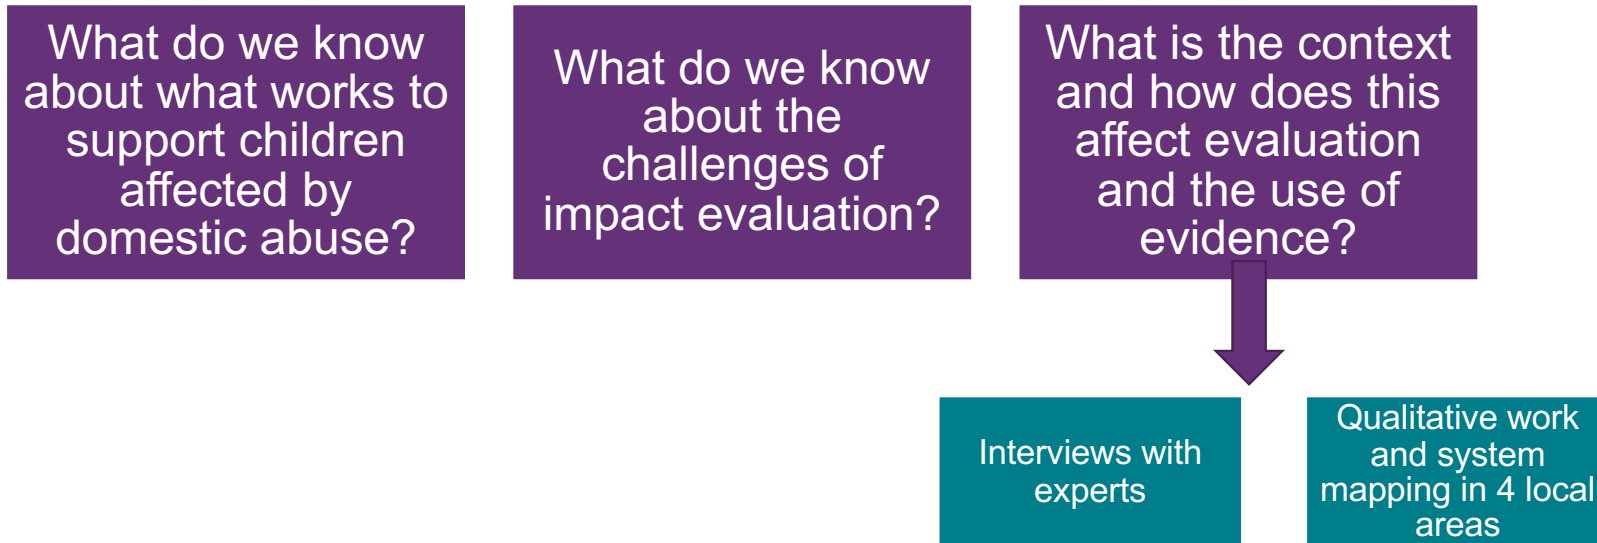 What do we know
about what works to
support children
affected by
domestic abuse?
What do we know
about the
challenges of
impact evaluation?
What is the context
and how does this
affect evaluation
and the use of
evidence?
Interviews with
experts
Qualitative work
and system
mapping in 4 local
areas